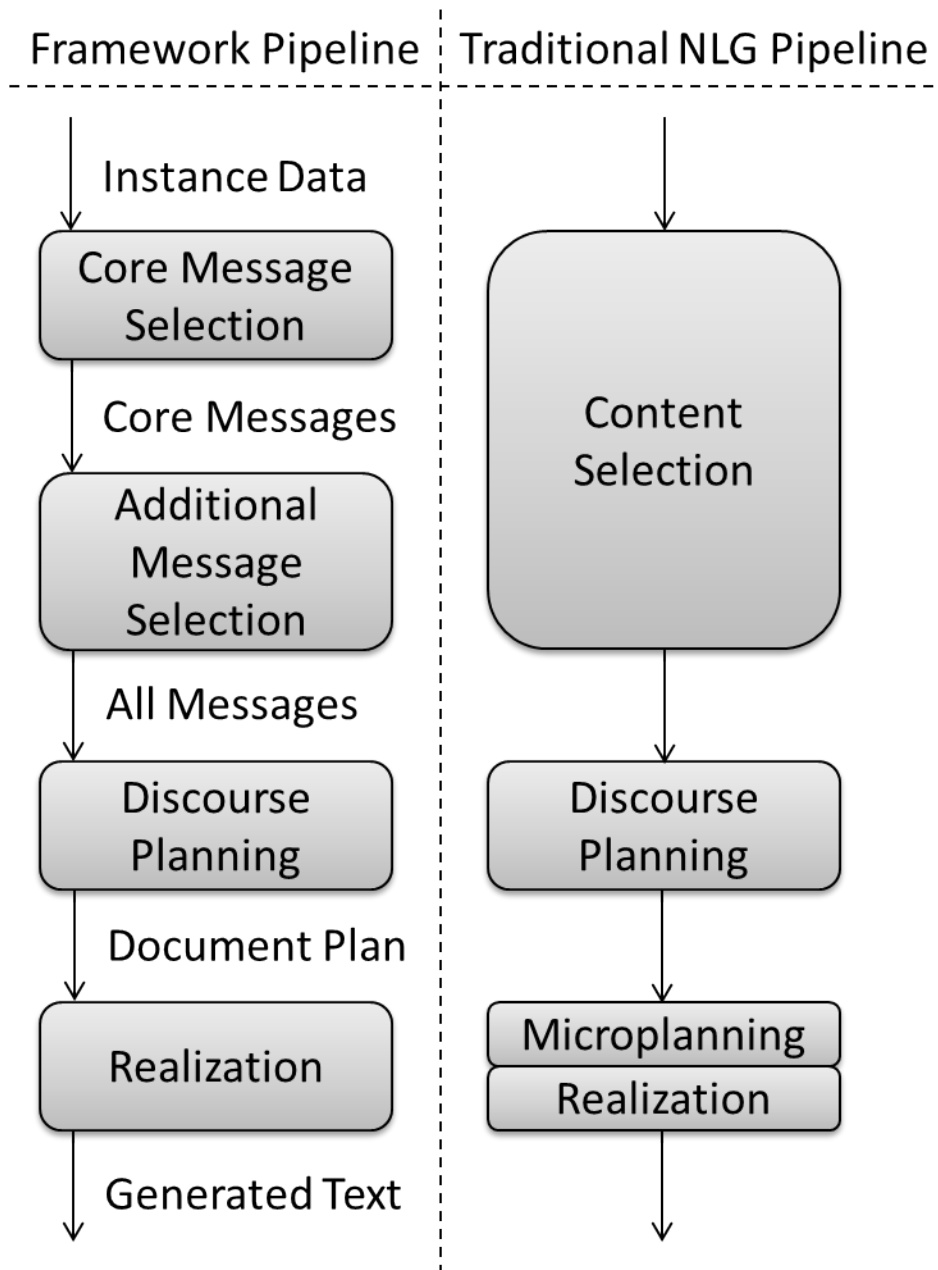 Framework Pipeline
Instance Data
Core Message
Selection
Core Messages
Additional
Message
Selection
All Messages
Discourse
Planning
Document Plan
Realization
Generated Text
Traditional NLG Pipeline
Content
Selection
Discourse
Planning
Microplanning
Realization